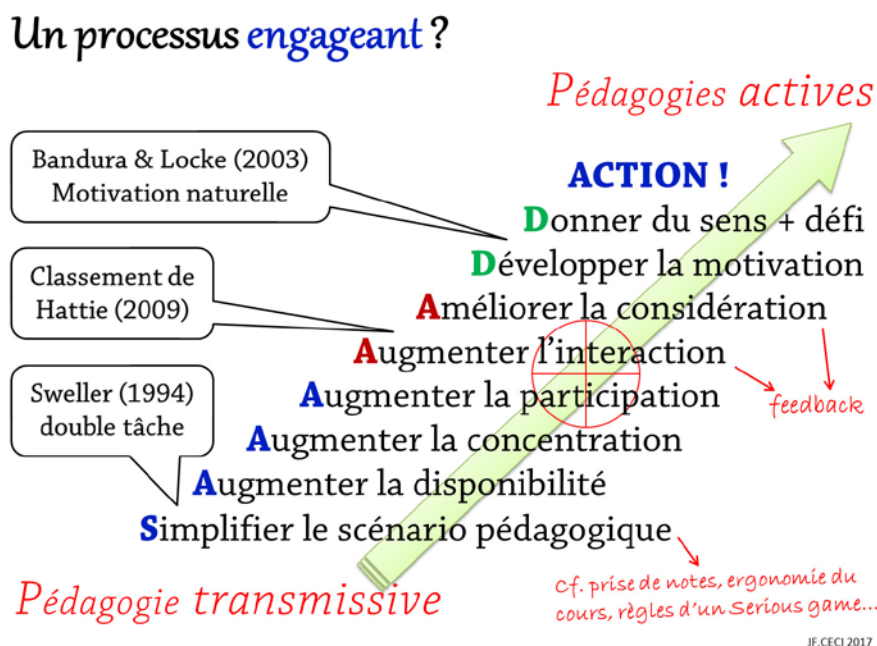 Un processus engageant ?
Pédagogies actives
Bandura & Locke (2003)
Motivation naturelle
ACTION !
Donner du sens + défi
Développer la motivation
Classement de
Hattie (2009)
Améliorer la considération
Augmenter l'interaction
feedback
Sweller (1994)
double tâche
Augmenter la participation
Augmenter la concentration
Augmenter la disponibilité
Simplifier le scénario pédagogique
Cf. prise de notes, ergonomie du
cours, règles d'un Serious game...
Pédagogie transmissive
JF.CECI 2017